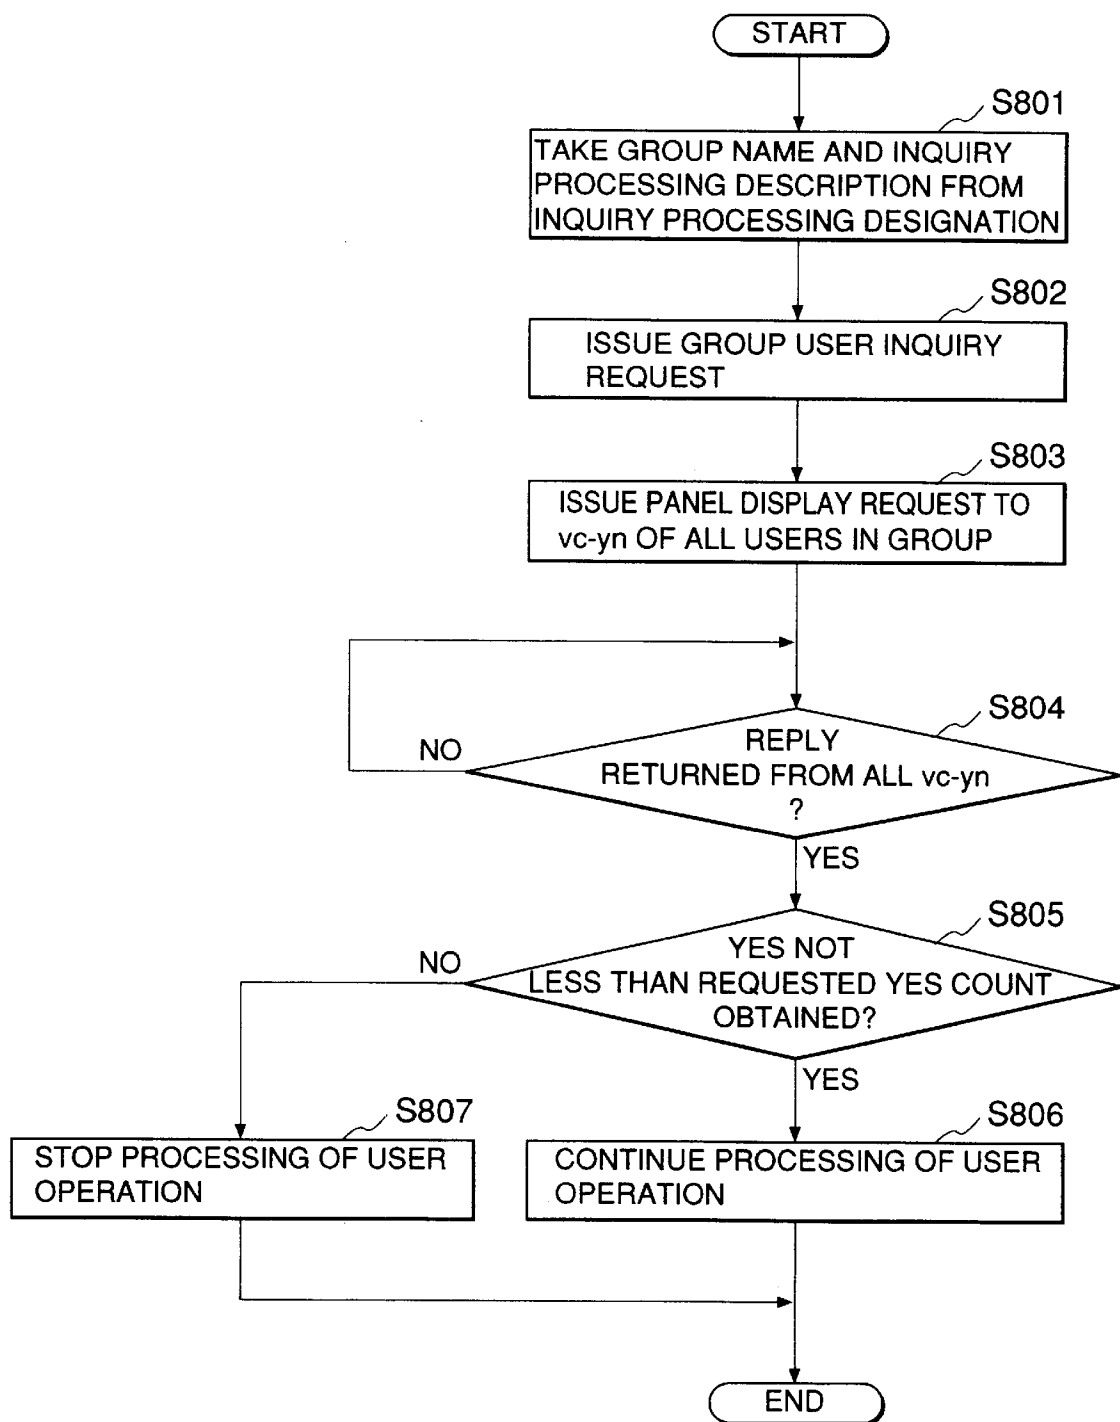 START
S801
TAKE GROUP NAME AND INQUIRY
PROCESSING DESCRIPTION FROM
INQUIRY PROCESSING DESIGNATION
S802
ISSUE GROUP USER INQUIRY
REQUEST
S803
ISSUE PANEL DISPLAY REQUEST TO
vc-yn OF ALL USERS IN GROUP
S804
NO
REPLY
RETURNED FROM ALL vc-yn
?
YES
S805
NO
YES NOT
LESS THAN REQUESTED YES COUNT
OBTAINED?
YES
S807
STOP PROCESSING OF USER
OPERATION
S806
CONTINUE PROCESSING OF USER
OPERATION
END